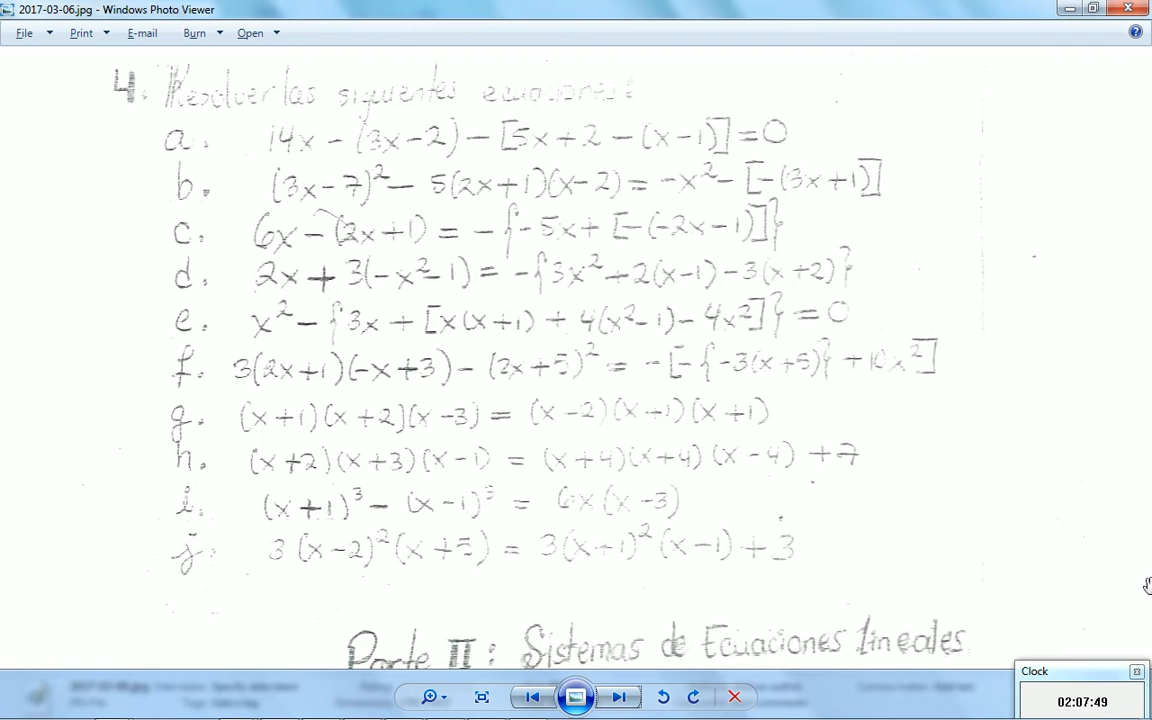 2017-03-06.jpg - Windows Photo Viewer
File Print E-mail Burn Open
4. Resolver las siguientes ecuaciones:
a. 14x - (3x-2) - [5x+2-(x-1)] = 0
b. (3x-7)² - 5(2x+1)(x-2) = -x² - [-(3x+1)]
c. 6x - (2x+1) = -{-5x+[-(-2x-1)]}
d. 2x + 3(-x²-1) = -{3x²+2(x-1)-3(x+2)}
e. x² - {3x + [x(x+1) + 4(x²-1) - 4x²]} = 0
f. 3(2x+1)(-x+3) - (2x+5)² = -[-{-3(x+5)} + 10x²]
g. (x+1)(x+2)(x-3) = (x-2)(x+1)(x+1)
h. (x+2)(x+3)(x-1) = (x+4)(x+4)(x-4) + 7
i. (x+1)³ - (x-1)³ = 6x(x-3)
j. 3(x-2)²(x+5) = 3(x+1)²(x-1) + 3
Parte II: Sistemas de Ecuaciones lineales
Clock
02:07:49